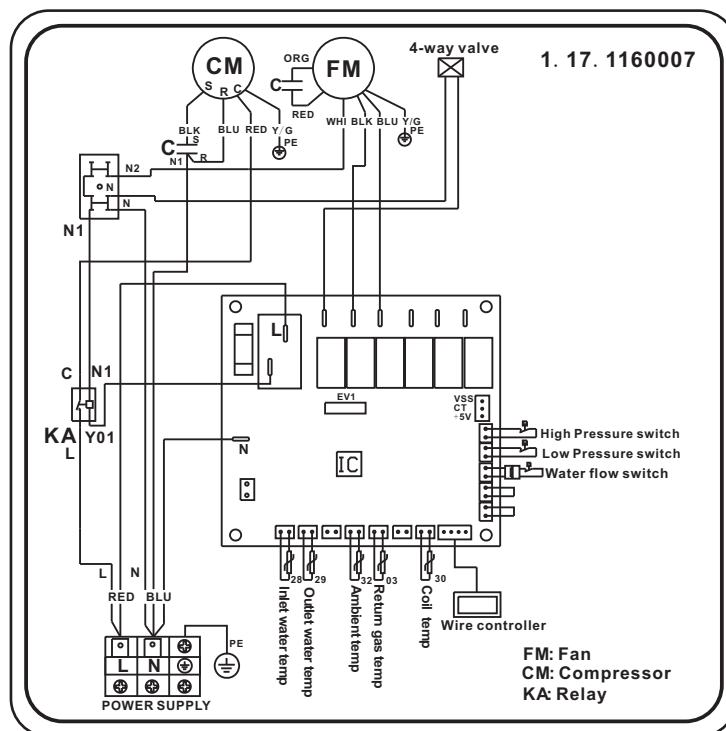 4-way valve
1. 17. 1160007
CM
S R C
ORG
C
FM
RED
BLK
S
BLU
RED
Y/G
PE
WHI
BLK
BLU
Y/G
PE
C
N1
R
N2
N
N
N1
L
EV1
VSS
CT
+5V
C
N1
KA
Y01
L
N
IC
High Pressure switch
Low Pressure switch
Water flow switch
L
N
RED
BLU
28
29
32
03
30
Inlet water temp
Outlet water temp
Ambient temp
Return gas temp
Coil temp
Wire controller
PE
L N
POWER SUPPLY
FM: Fan
CM: Compressor
KA: Relay